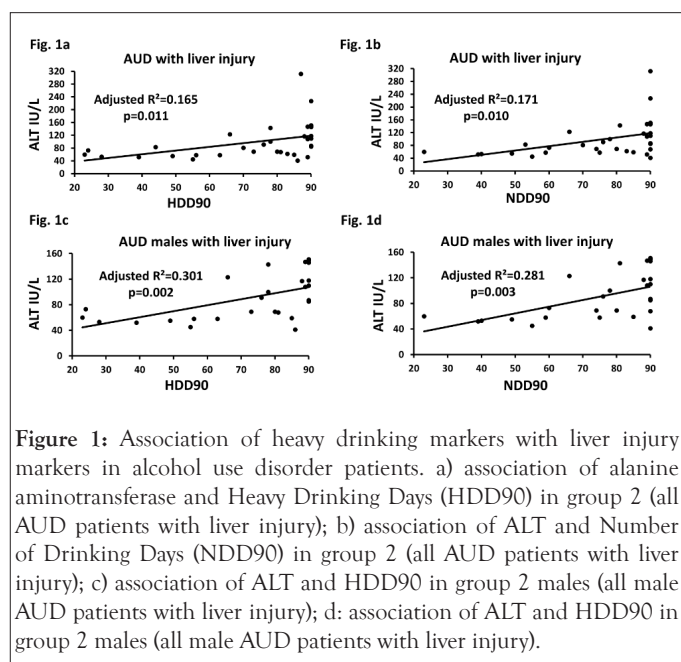 Fig. 1a
AUD with liver injury
Adjusted R²=0.165
p=0.011
ALT IU/L
320
280
240
200
160
120
80
40
0
20 30 40 50 60 70 80 90
HDD90
Fig. 1b
AUD with liver injury
Adjusted R²=0.171
p=0.010
ALT IU/L
320
280
240
200
160
120
80
40
0
20 30 40 50 60 70 80 90
NDD90
Fig. 1c
AUD males with liver injury
Adjusted R²=0.301
p=0.002
ALT IU/L
160
120
80
40
0
20 30 40 50 60 70 80 90
HDD90
Fig. 1d
AUD males with liver injury
Adjusted R²=0.281
p=0.003
ALT IU/L
160
120
80
40
0
20 30 40 50 60 70 80 90
NDD90
Figure 1: Association of heavy drinking markers with liver injury
markers in alcohol use disorder patients. a) association of alanine
aminotransferase and Heavy Drinking Days (HDD90) in group 2 (all
AUD patients with liver injury); b) association of ALT and Number
of Drinking Days (NDD90) in group 2 (all AUD patients with liver
injury); c) association of ALT and HDD90 in group 2 males (all male
AUD patients with liver injury); d: association of ALT and HDD90 in
group 2 males (all male AUD patients with liver injury).